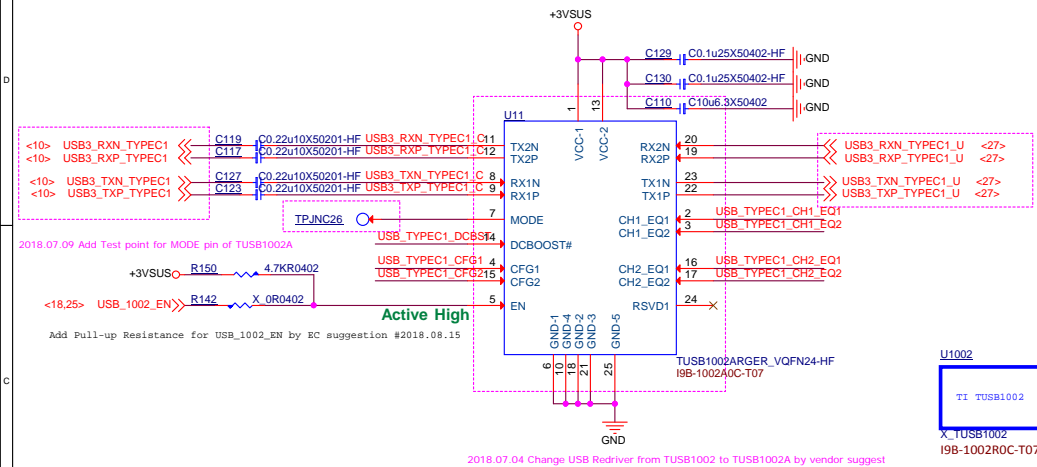 +3VSUS
C129 C0.1u25X50402-HF GND
C130 C0.1u25X50402-HF GND
C110 C10u6.3X50402 GND
D
U11
1 13
VCC-1 VCC-2
<10> USB3_RXN_TYPEC1 C119 C0.22u10X50201-HF USB3_RXN_TYPEC1_C 11 TX2N RX2N 20 USB3_RXN_TYPEC1_U <27>
<10> USB3_RXP_TYPEC1 C117 C0.22u10X50201-HF USB3_RXP_TYPEC1_C 12 TX2P RX2P 19 USB3_RXP_TYPEC1_U <27>
<10> USB3_TXN_TYPEC1 C127 C0.22u10X50201-HF USB3_TXN_TYPEC1_C 8 RX1N TX1N 23 USB3_TXN_TYPEC1_U <27>
<10> USB3_TXP_TYPEC1 C123 C0.22u10X50201-HF USB3_TXP_TYPEC1_C 9 RX1P TX1P 22 USB3_TXP_TYPEC1_U <27>
TPJNC26 7 MODE CH1_EQ1 2 USB_TYPEC1_CH1_EQ1
CH1_EQ2 3 USB_TYPEC1_CH1_EQ2
2018.07.09 Add Test point for MODE pin of TUSB1002A
USB_TYPEC1_DCBST# 14 DCBOOST#
USB_TYPEC1_CFG1 4 CFG1 CH2_EQ1 16 USB_TYPEC1_CH2_EQ1
USB_TYPEC1_CFG2 15 CFG2 CH2_EQ2 17 USB_TYPEC1_CH2_EQ2
+3VSUS R150 4.7KR0402
<18,25> USB_1002_EN R142 X_0R0402 5 EN RSVD1 24
Active High
Add Pull-up Resistance for USB_1002_EN by EC suggestion #2018.08.15
GND-1 GND-4 GND-2 GND-3 GND-5
6 10 18 21 25
TUSB1002ARGER_VQFN24-HF
I9B-1002A0C-T07
GND
C
U1002
TI TUSB1002
X_TUSB1002
I9B-1002R0C-T07
2018.07.04 Change USB Redriver from TUSB1002 to TUSB1002A by vendor suggest